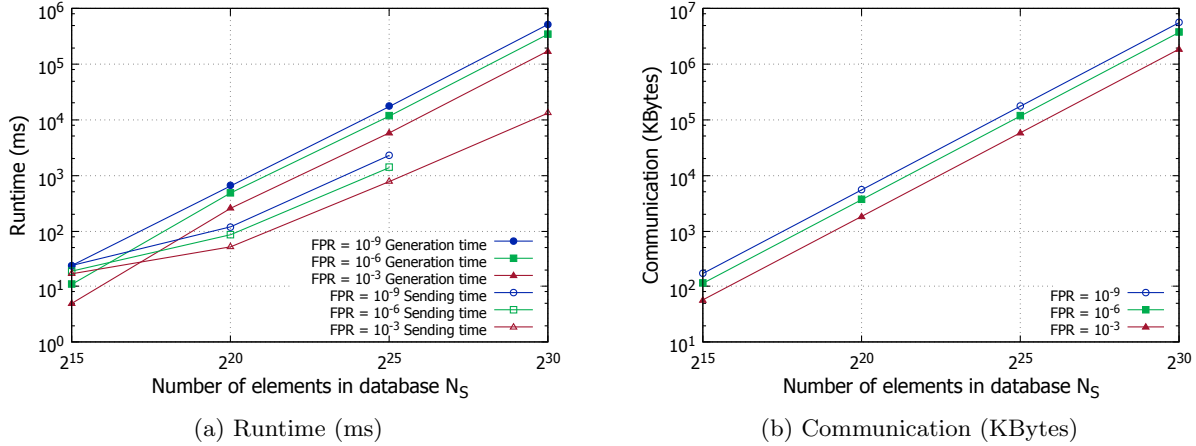 10^6
10^5
10^4
10^3
10^2
10^1
10^0
Runtime (ms)
2^15
2^20
2^25
2^30
Number of elements in database N_S
FPR = 10^-9 Generation time
FPR = 10^-6 Generation time
FPR = 10^-3 Generation time
FPR = 10^-9 Sending time
FPR = 10^-6 Sending time
FPR = 10^-3 Sending time
(a) Runtime (ms)
10^7
10^6
10^5
10^4
10^3
10^2
10^1
Communication (KBytes)
2^15
2^20
2^25
2^30
Number of elements in database N_S
FPR = 10^-9
FPR = 10^-6
FPR = 10^-3
(b) Communication (KBytes)